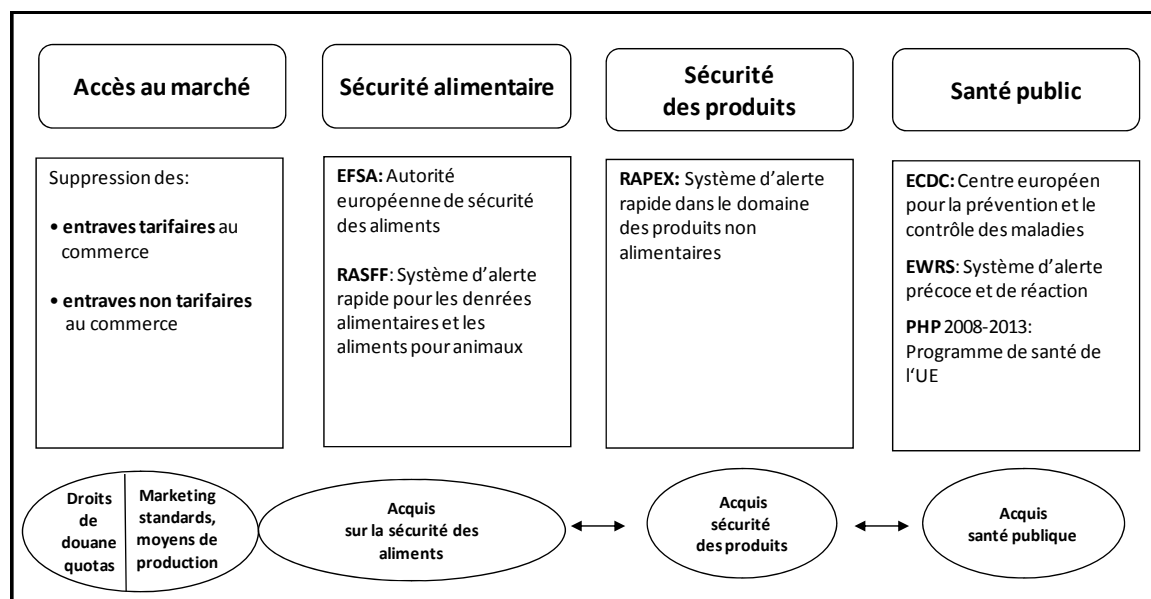 Accès au marché
Sécurité alimentaire
Sécurité
des produits
Santé public
Suppression des:
• entraves tarifaires au
commerce
• entraves non tarifaires
au commerce
EFSA: Autorité
européenne de sécurité
des aliments
RASFF: Système d’alerte
rapide pour les denrées
alimentaires et les
aliments pour animaux
RAPEX: Système d’alerte
rapide dans le domaine
des produits non
alimentaires
ECDC: Centre européen
pour la prévention et le
contrôle des maladies
EWRS: Système d’alerte
précoce et de réaction
PHP 2008-2013:
Programme de santé de
l‘UE
Droits
de
douane
quotas
Marketing
standards,
moyens de
production
Acquis
sur la sécurité des
aliments
Acquis
sécurité
des produits
Acquis
santé publique